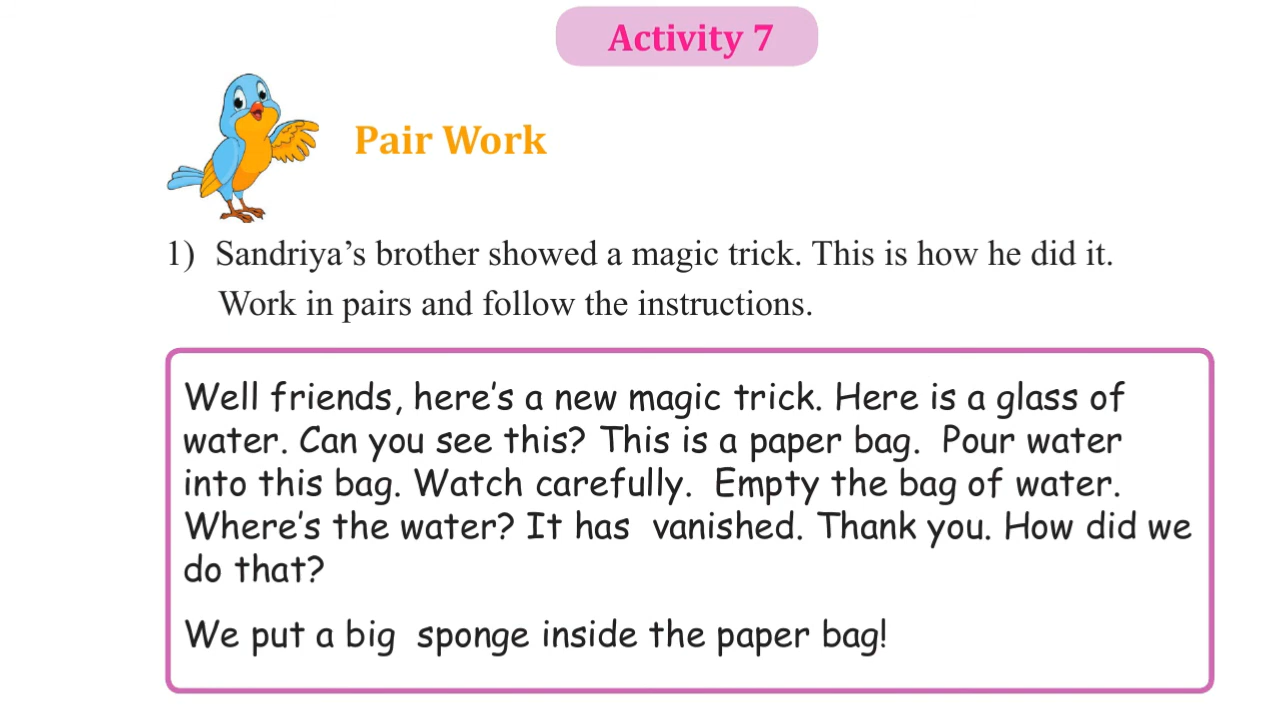 Activity 7
Pair Work
1) Sandriya’s brother showed a magic trick. This is how he did it.
Work in pairs and follow the instructions.
Well friends, here’s a new magic trick. Here is a glass of
water. Can you see this? This is a paper bag. Pour water
into this bag. Watch carefully. Empty the bag of water.
Where’s the water? It has vanished. Thank you. How did we
do that?
We put a big sponge inside the paper bag!